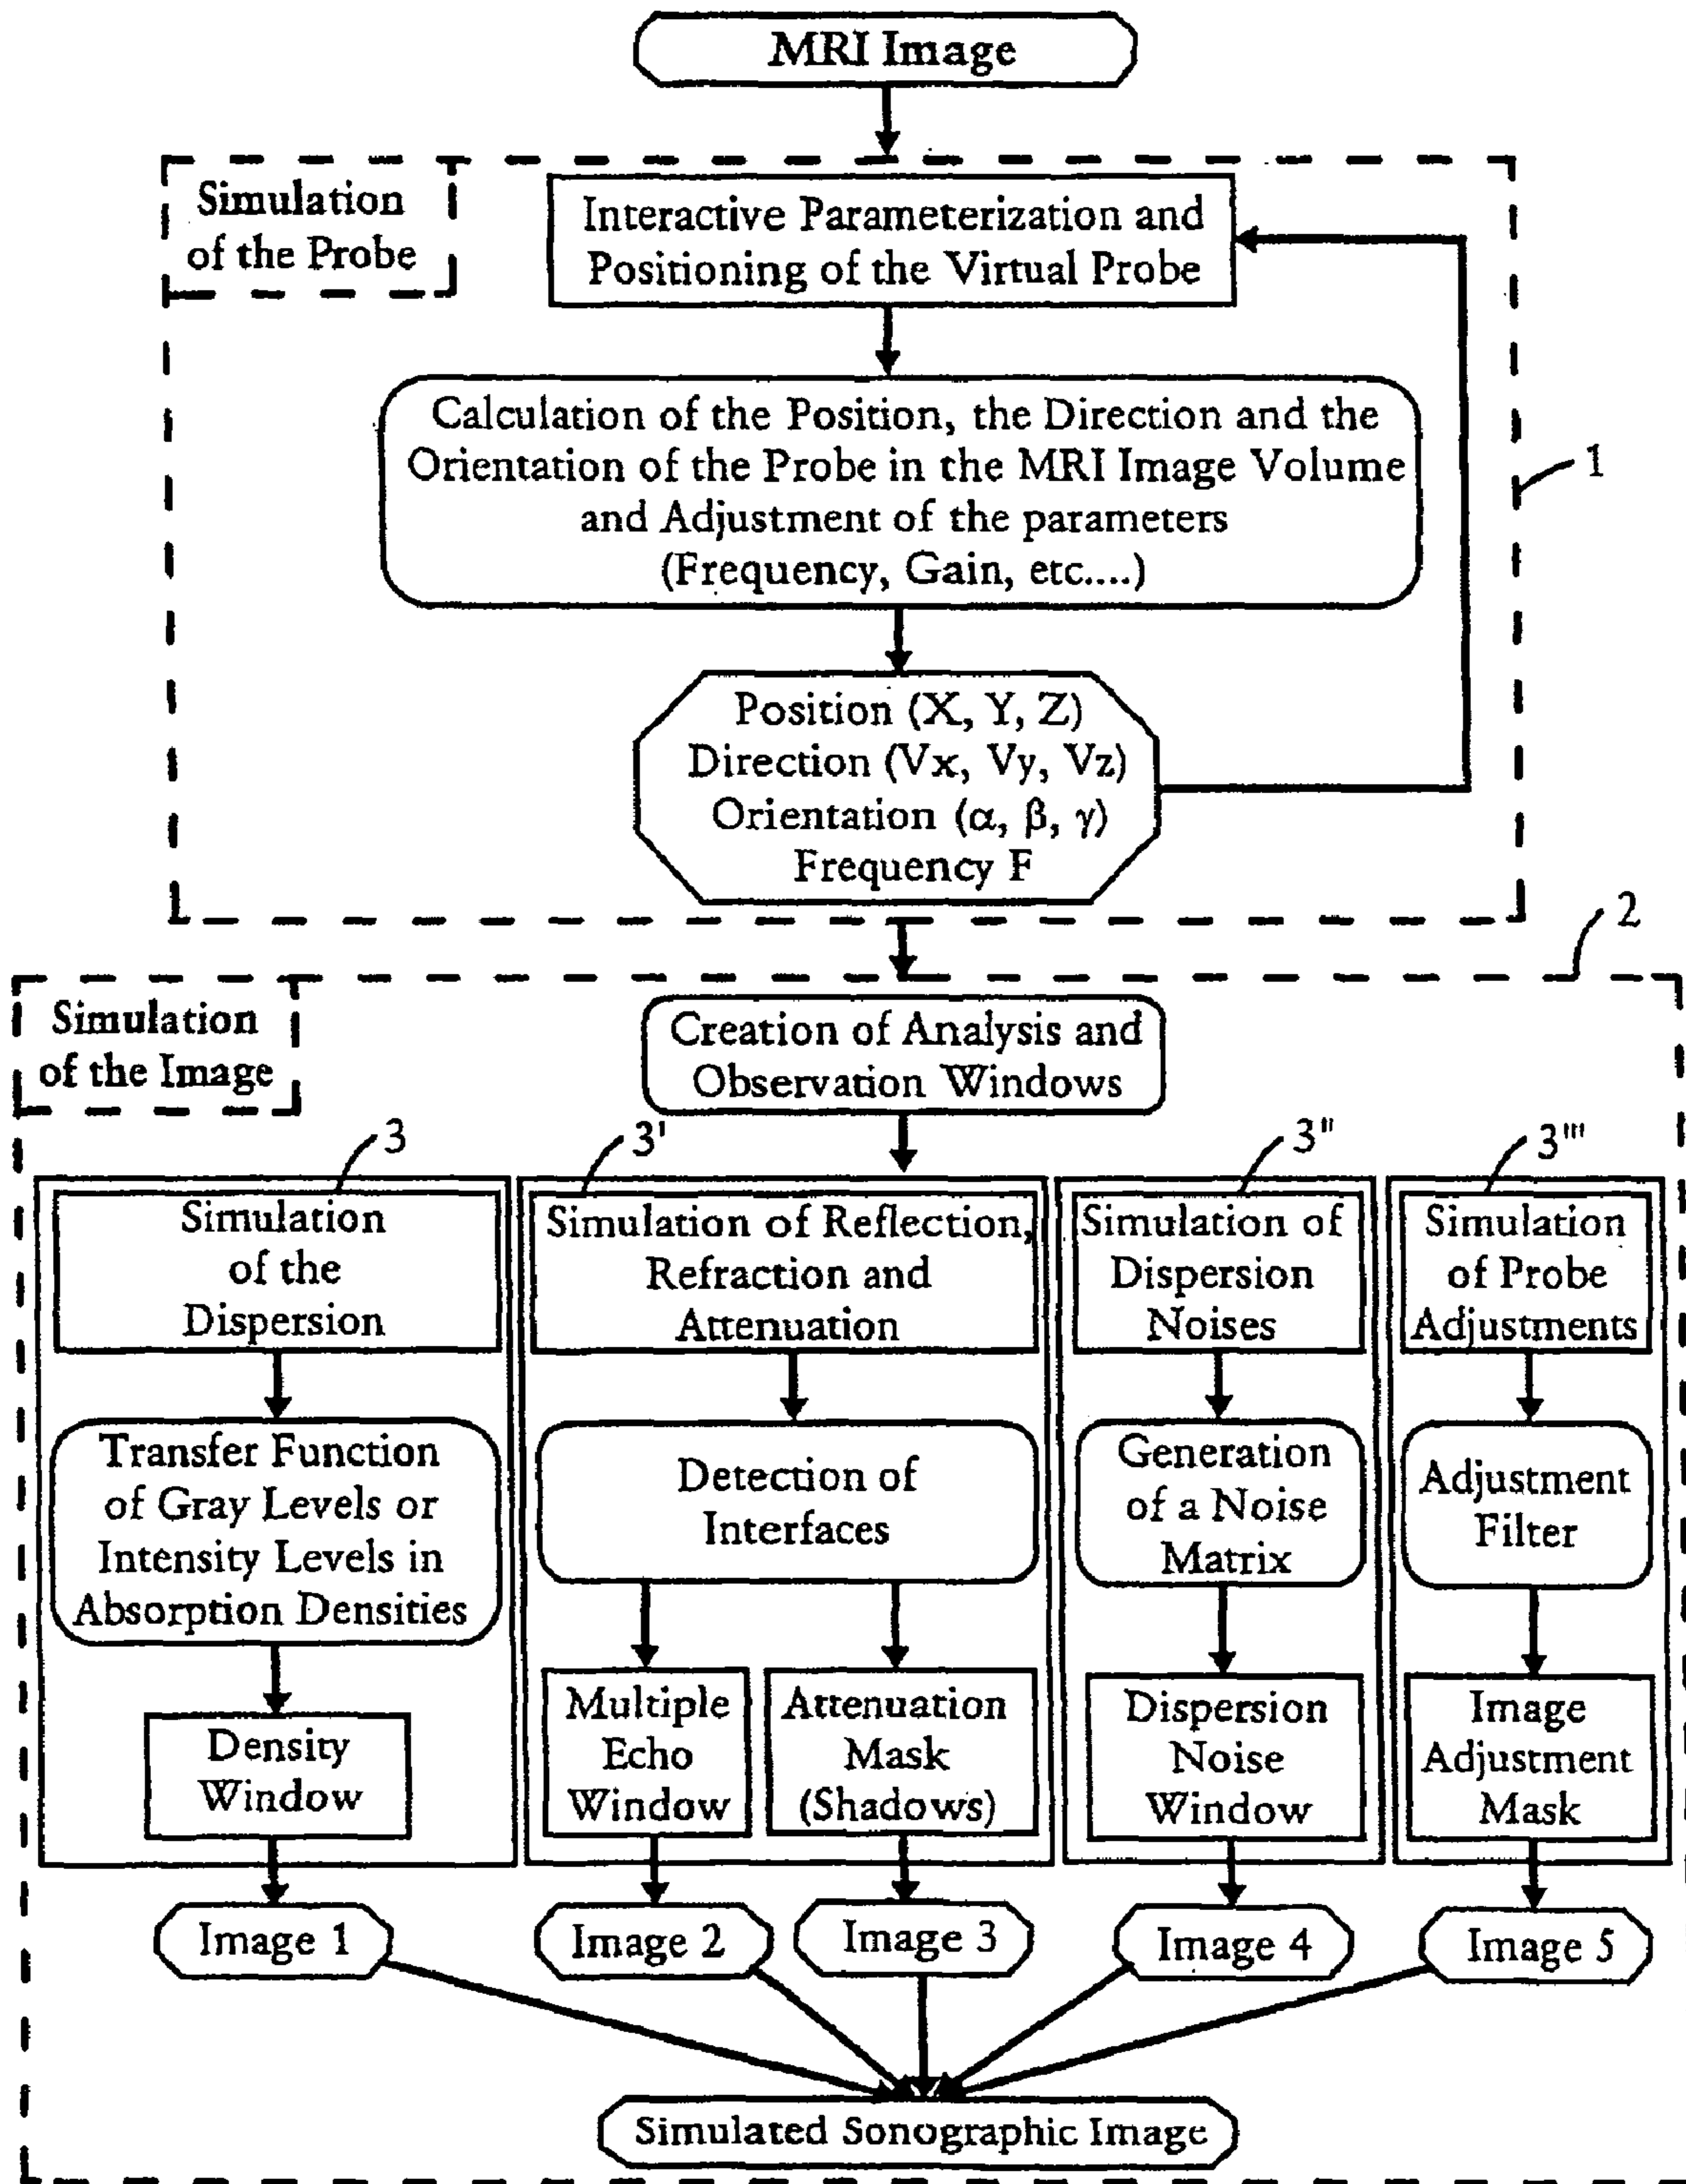 MRI Image
Simulation
of the Probe
Interactive Parameterization and
Positioning of the Virtual Probe
Calculation of the Position, the Direction and the
Orientation of the Probe in the MRI Image Volume
and Adjustment of the parameters
(Frequency, Gain, etc....)
1
Position (X, Y, Z)
Direction (Vx, Vy, Vz)
Orientation (α, β, γ)
Frequency F
2
Simulation
of the Image
Creation of Analysis and
Observation Windows
3
3'
3"
3'"
Simulation
of the
Dispersion
Simulation of Reflection,
Refraction and
Attenuation
Simulation of
Dispersion
Noises
Simulation
of Probe
Adjustments
Transfer Function
of Gray Levels or
Intensity Levels in
Absorption Densities
Detection of
Interfaces
Generation
of a Noise
Matrix
Adjustment
Filter
Density
Window
Multiple
Echo
Window
Attenuation
Mask
(Shadows)
Dispersion
Noise
Window
Image
Adjustment
Mask
Image 1
Image 2
Image 3
Image 4
Image 5
Simulated Sonographic Image